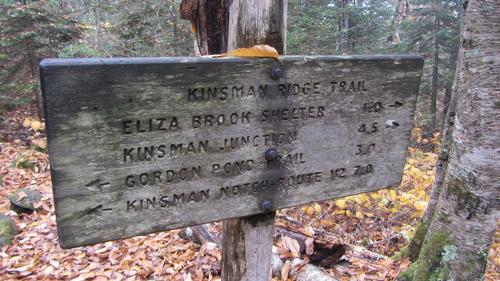 KINSMAN RIDGE TRAIL
ELIZA BROOK SHELTER 1.0 →
KINSMAN JUNCTION 4.5 →
← GORDON POND TRAIL 3.0
← KINSMAN NOTCH-ROUTE 112 7.0